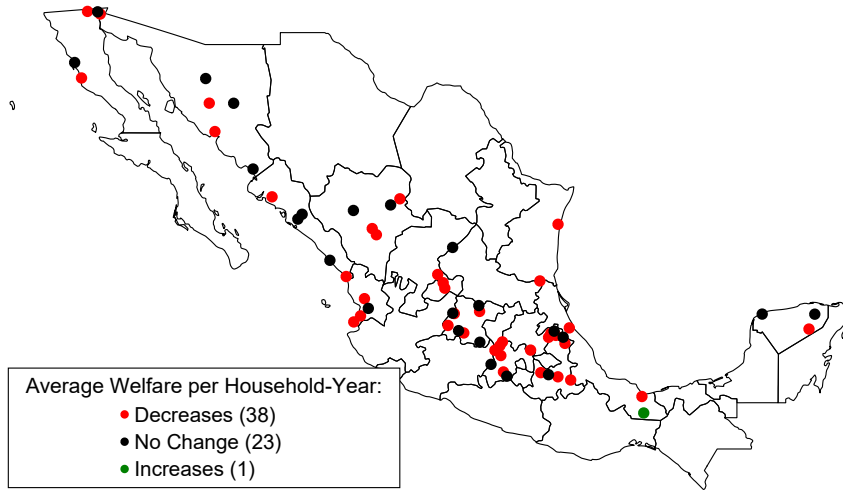 Average Welfare per Household-Year:
Decreases (38)
No Change (23)
Increases (1)